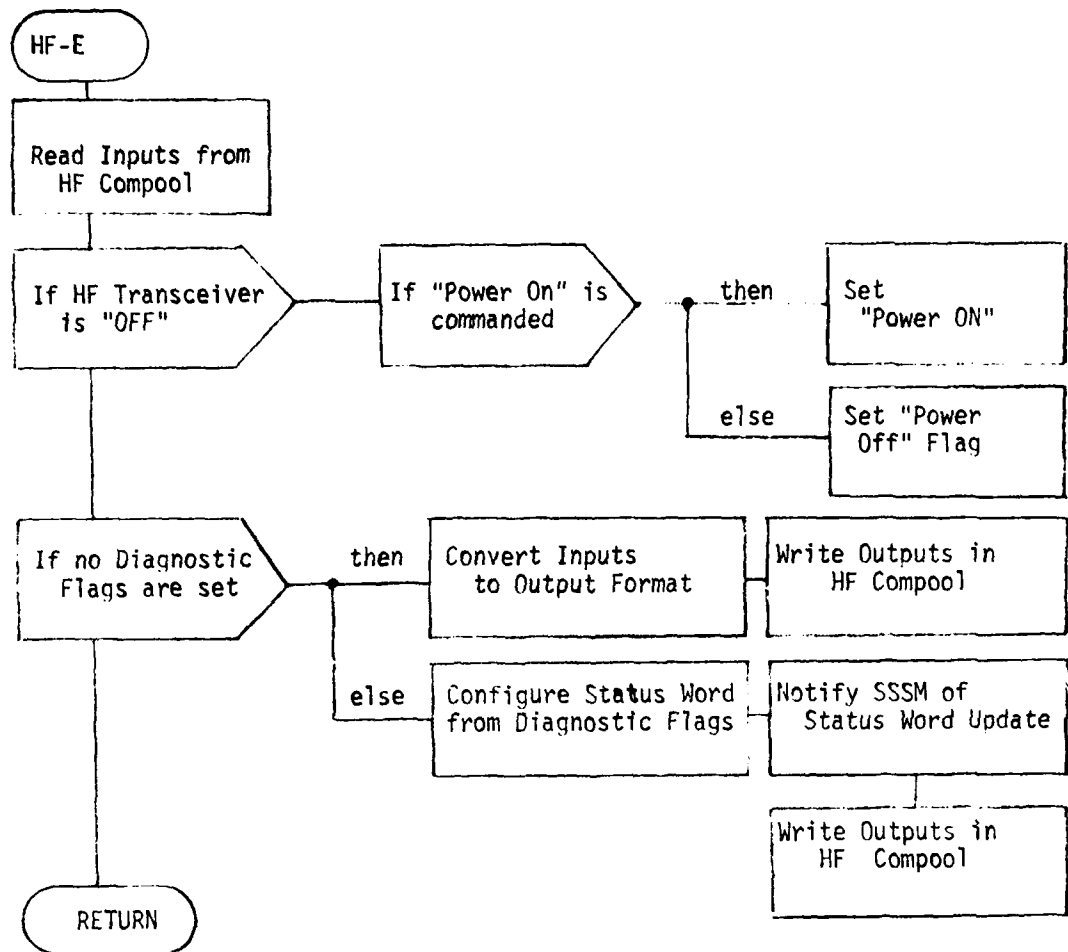 HF-E
Read Inputs from
HF Compool
If HF Transceiver
is "OFF"
If "Power On" is
commanded
then
Set
"Power ON"
else
Set "Power
Off" Flag
If no Diagnostic
Flags are set
then
Convert Inputs
to Output Format
Write Outputs in
HF Compool
else
Configure Status Word
from Diagnostic Flags
Notify SSSM of
Status Word Update
Write Outputs in
HF Compool
RETURN